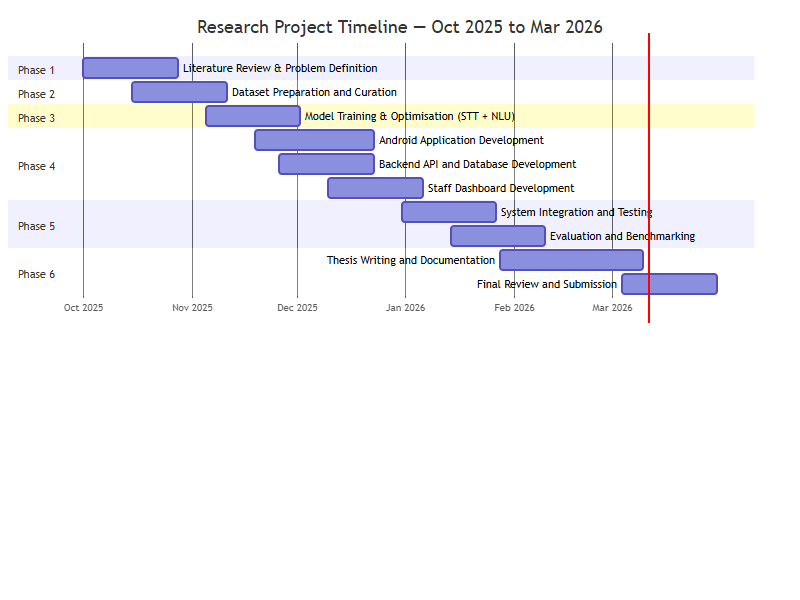 Research Project Timeline — Oct 2025 to Mar 2026
Phase 1
Literature Review & Problem Definition
Phase 2
Dataset Preparation and Curation
Phase 3
Model Training & Optimisation (STT + NLU)
Phase 4
Android Application Development
Backend API and Database Development
Staff Dashboard Development
Phase 5
System Integration and Testing
Evaluation and Benchmarking
Phase 6
Thesis Writing and Documentation
Final Review and Submission
Oct 2025
Nov 2025
Dec 2025
Jan 2026
Feb 2026
Mar 2026